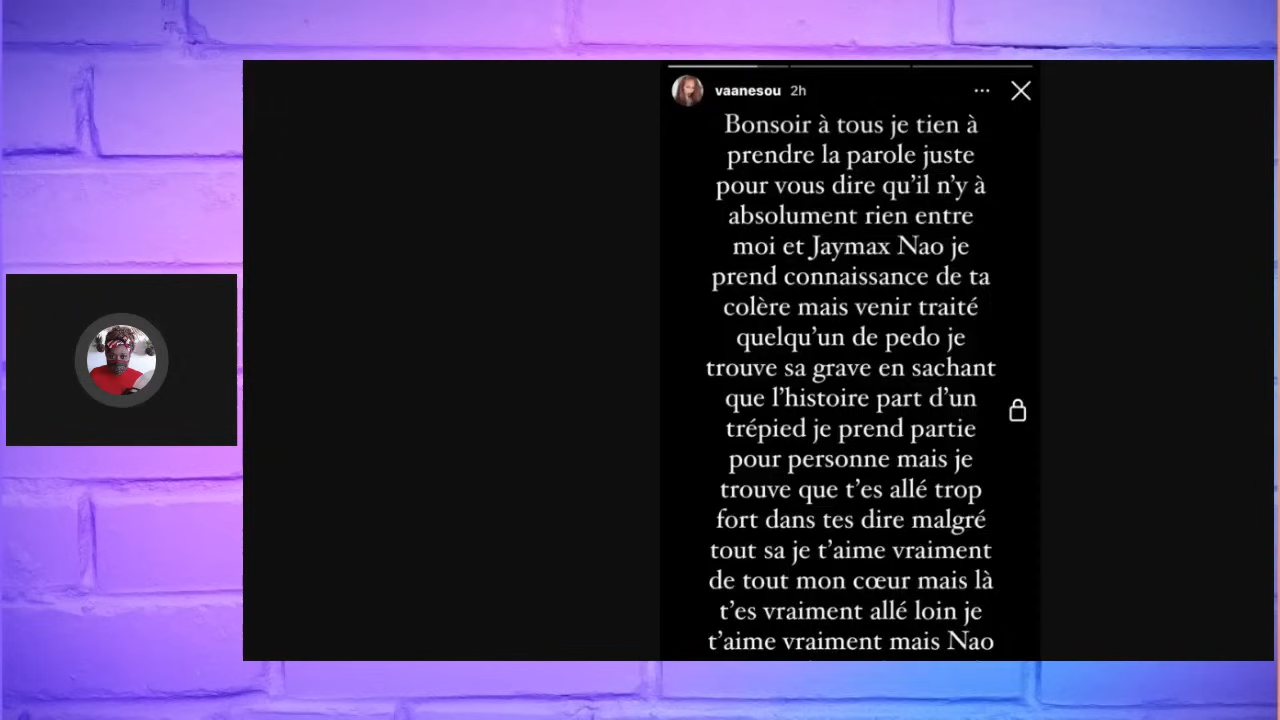 vaanesou 2h
Bonsoir à tous je tien à
prendre la parole juste
pour vous dire qu'il n'y à
absolument rien entre
moi et Jaymax Nao je
prend connaissance de ta
colère mais venir traité
quelqu'un de pedo je
trouve sa grave en sachant
que l'histoire part d'un
trépied je prend partie
pour personne mais je
trouve que t'es allé trop
fort dans tes dire malgré
tout sa je t'aime vraiment
de tout mon cœur mais là
t'es vraiment allé loin je
t'aime vraiment mais Nao